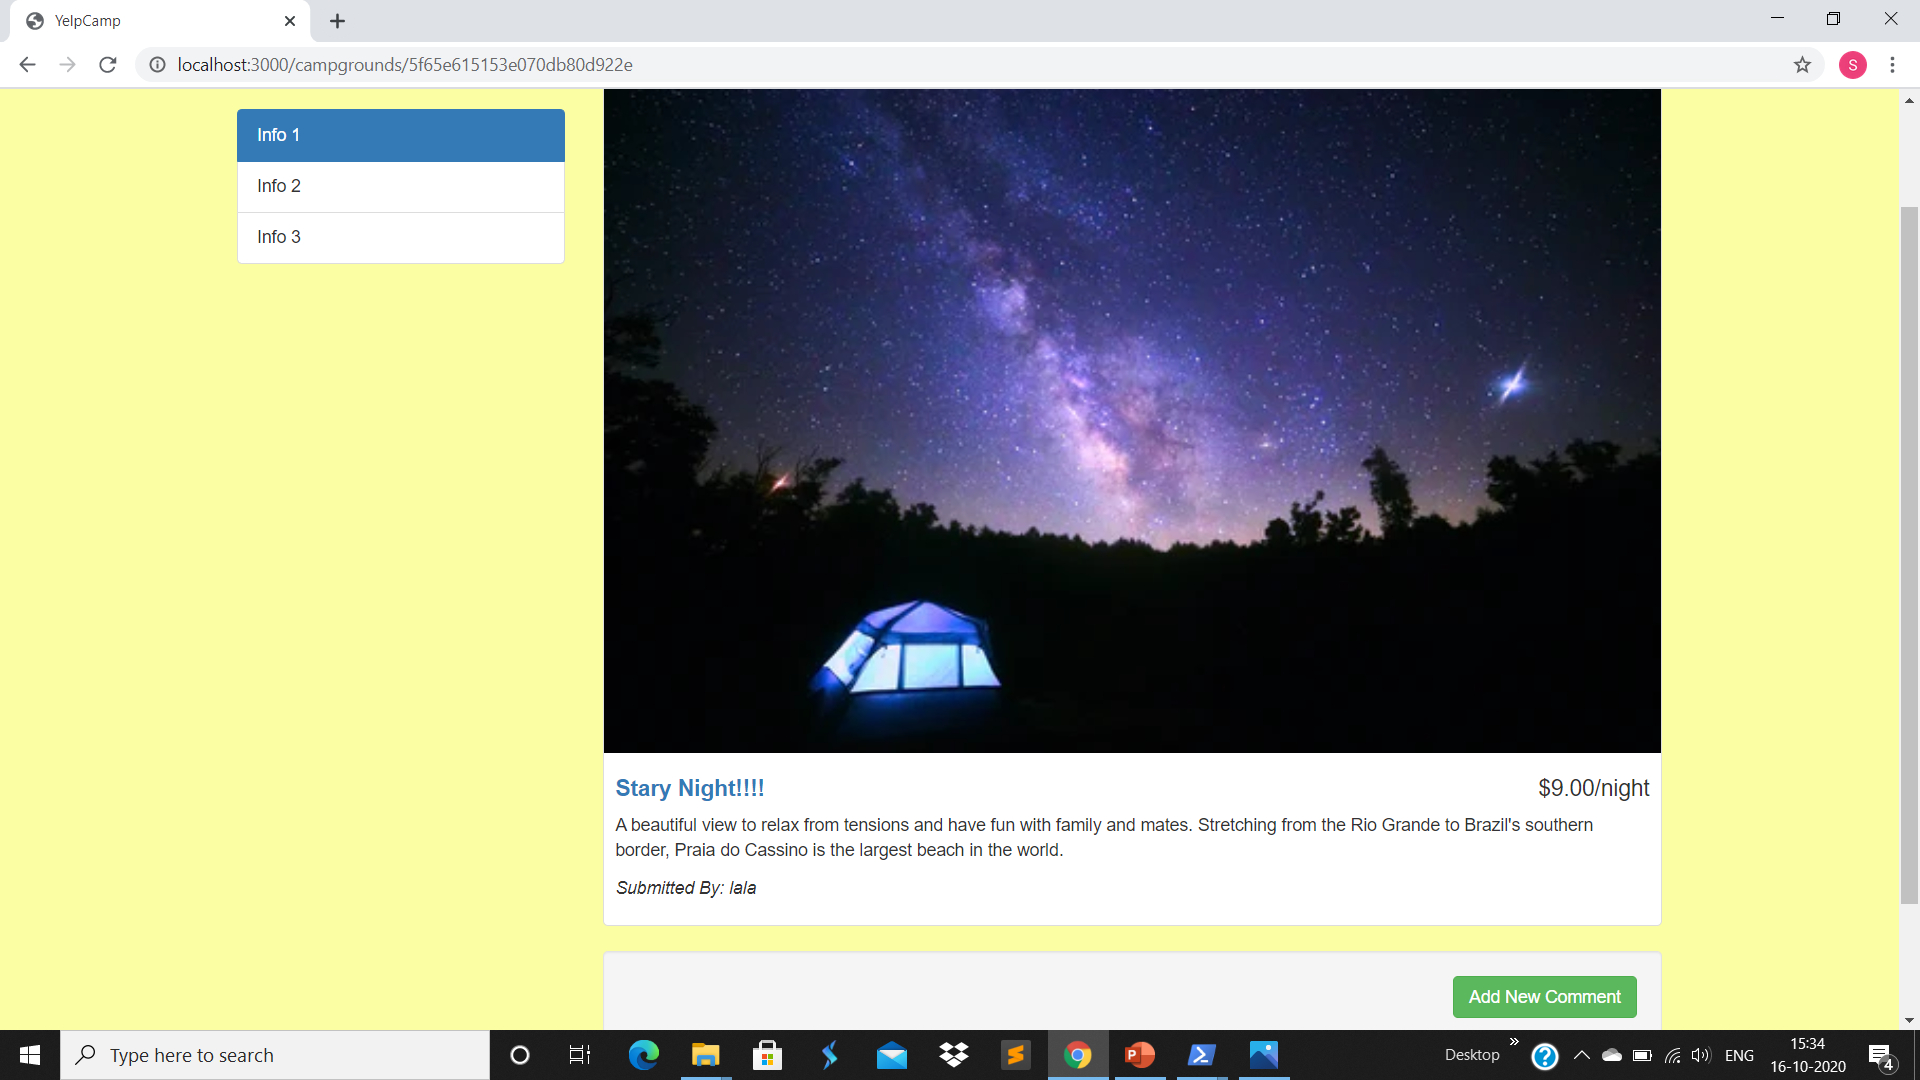 YelpCamp
localhost:3000/campgrounds/5f65e615153e070db80d922e
S
Info 1
Info 2
Info 3
Stary Night!!!!
$9.00/night
A beautiful view to relax from tensions and have fun with family and mates. Stretching from the Rio Grande to Brazil's southern
border, Praia do Cassino is the largest beach in the world.
Submitted By: lala
Add New Comment
Type here to search
Desktop
ENG
15:34
16-10-2020
4